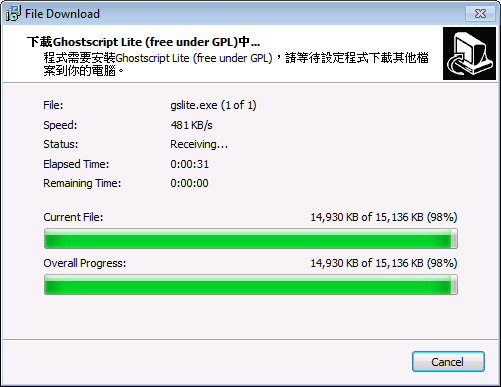 File Download
下載Ghostscript Lite (free under GPL)中...
程式需要安裝Ghostscript Lite (free under GPL)，請等待設定程式下載其他檔
案到你的電腦。
File: gslite.exe (1 of 1)
Speed: 481 KB/s
Status: Receiving...
Elapsed Time: 0:00:31
Remaining Time: 0:00:00
Current File: 14,930 KB of 15,136 KB (98%)
Overall Progress: 14,930 KB of 15,136 KB (98%)
Cancel